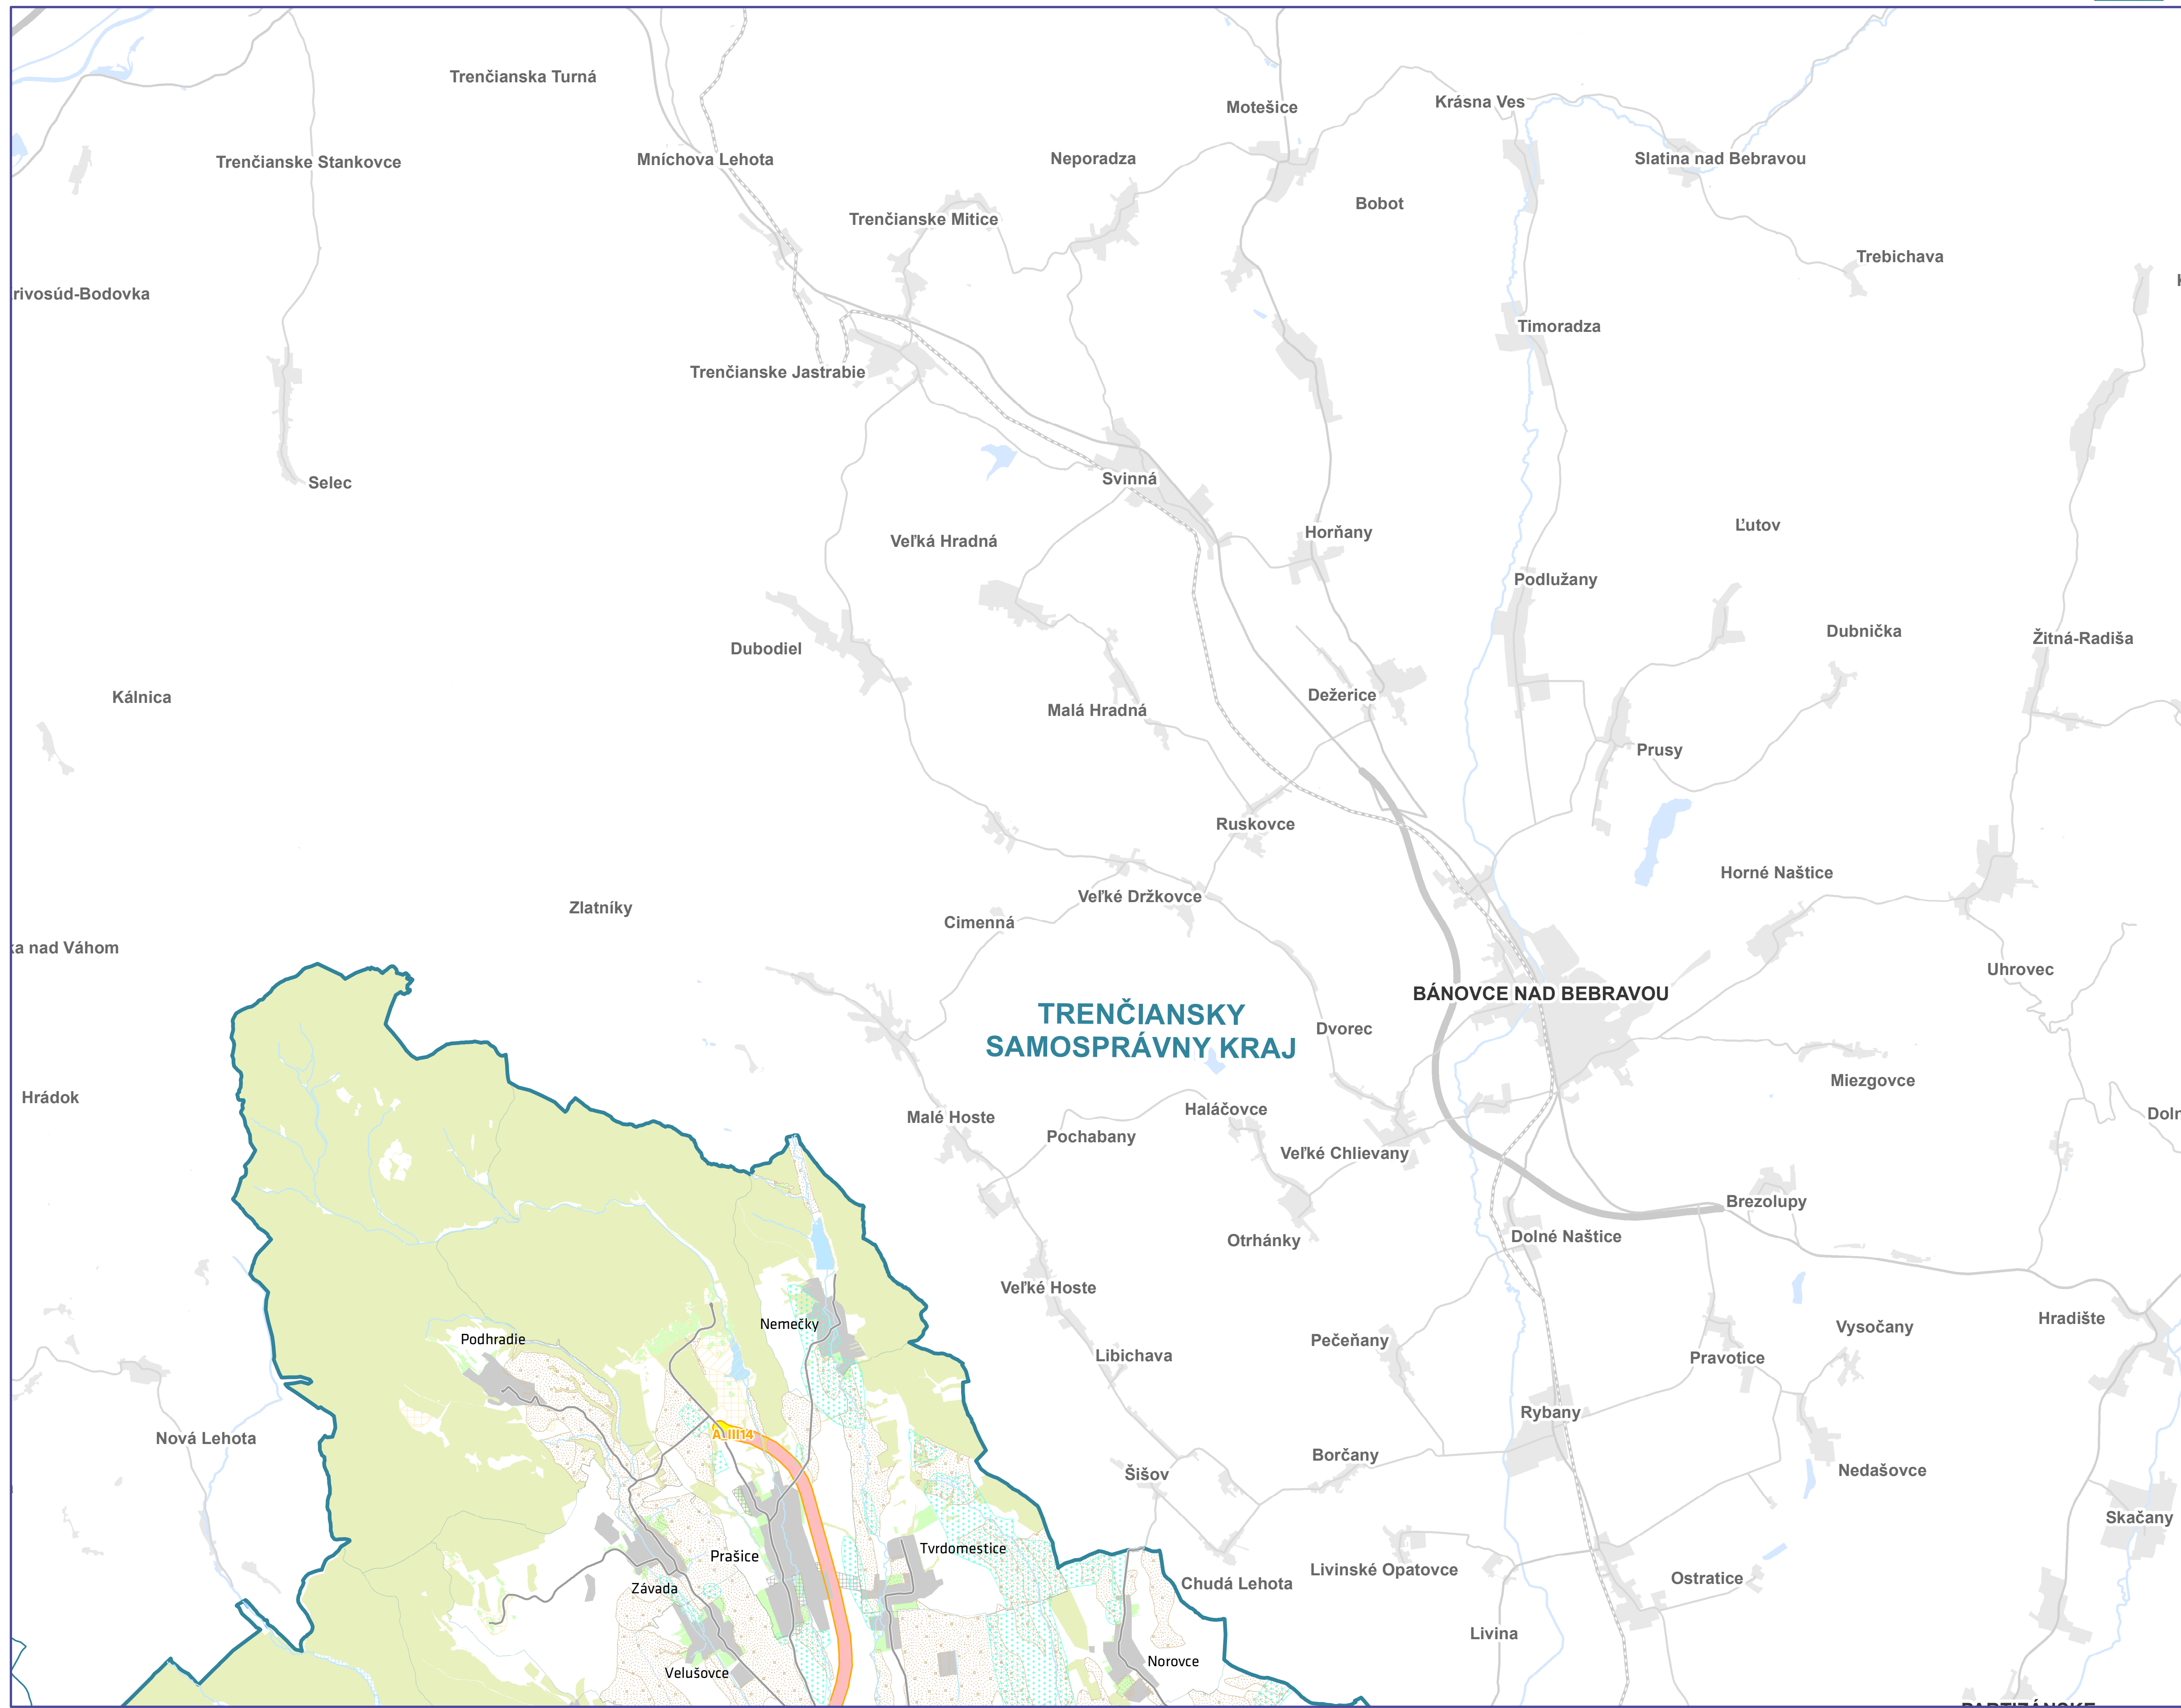 Trenčianska Turná
Motešice
Krásna Ves
Trenčianske Stankovce
Mníchova Lehota
Neporadza
Slatina nad Bebravou
Bobot
Trenčianske Mitice
Trebichava
rivosúd-Bodovka
Timoradza
Trenčianske Jastrabie
Selec
Svinná
Ľutov
Horňany
Veľká Hradná
Podlužany
Dubnička
Žitná-Radiša
Dubodiel
Kálnica
Dežerice
Malá Hradná
Prusy
Ruskovce
Horné Naštice
Veľké Držkovce
Zlatníky
Cimenná
ka nad Váhom
Uhrovec
BÁNOVCE NAD BEBRAVOU
TRENČIANSKY
SAMOSPRÁVNY KRAJ
Dvorec
Miezgovce
Hrádok
Haláčovce
Doln
Malé Hoste
Pochabany
Veľké Chlievany
Brezolupy
Otrhánky
Dolné Naštice
Veľké Hoste
Hradište
Nemečky
Vysočany
Podhradie
Pečeňany
Libichava
Pravotice
Rybany
A_III14
Nová Lehota
Borčany
Šišov
Nedašovce
Skačany
Tvrdomestice
Prašice
Livinské Opatovce
Ostratice
Chudá Lehota
Závada
Livina
Norovce
Velušovce
PARTIZÁNSKE